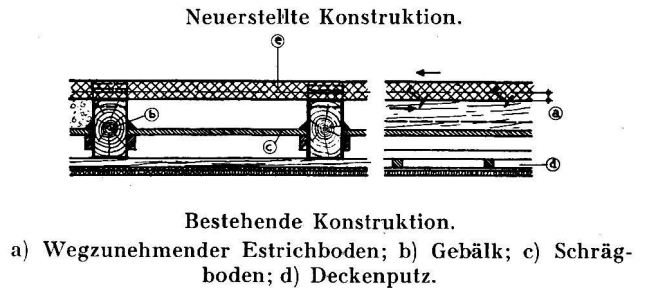 Neuerstellte Konstruktion.
e
b
c
a
d
Bestehende Konstruktion.
a) Wegzunehmender Estrichboden; b) Gebälk; c) Schräg-
boden; d) Deckenputz.